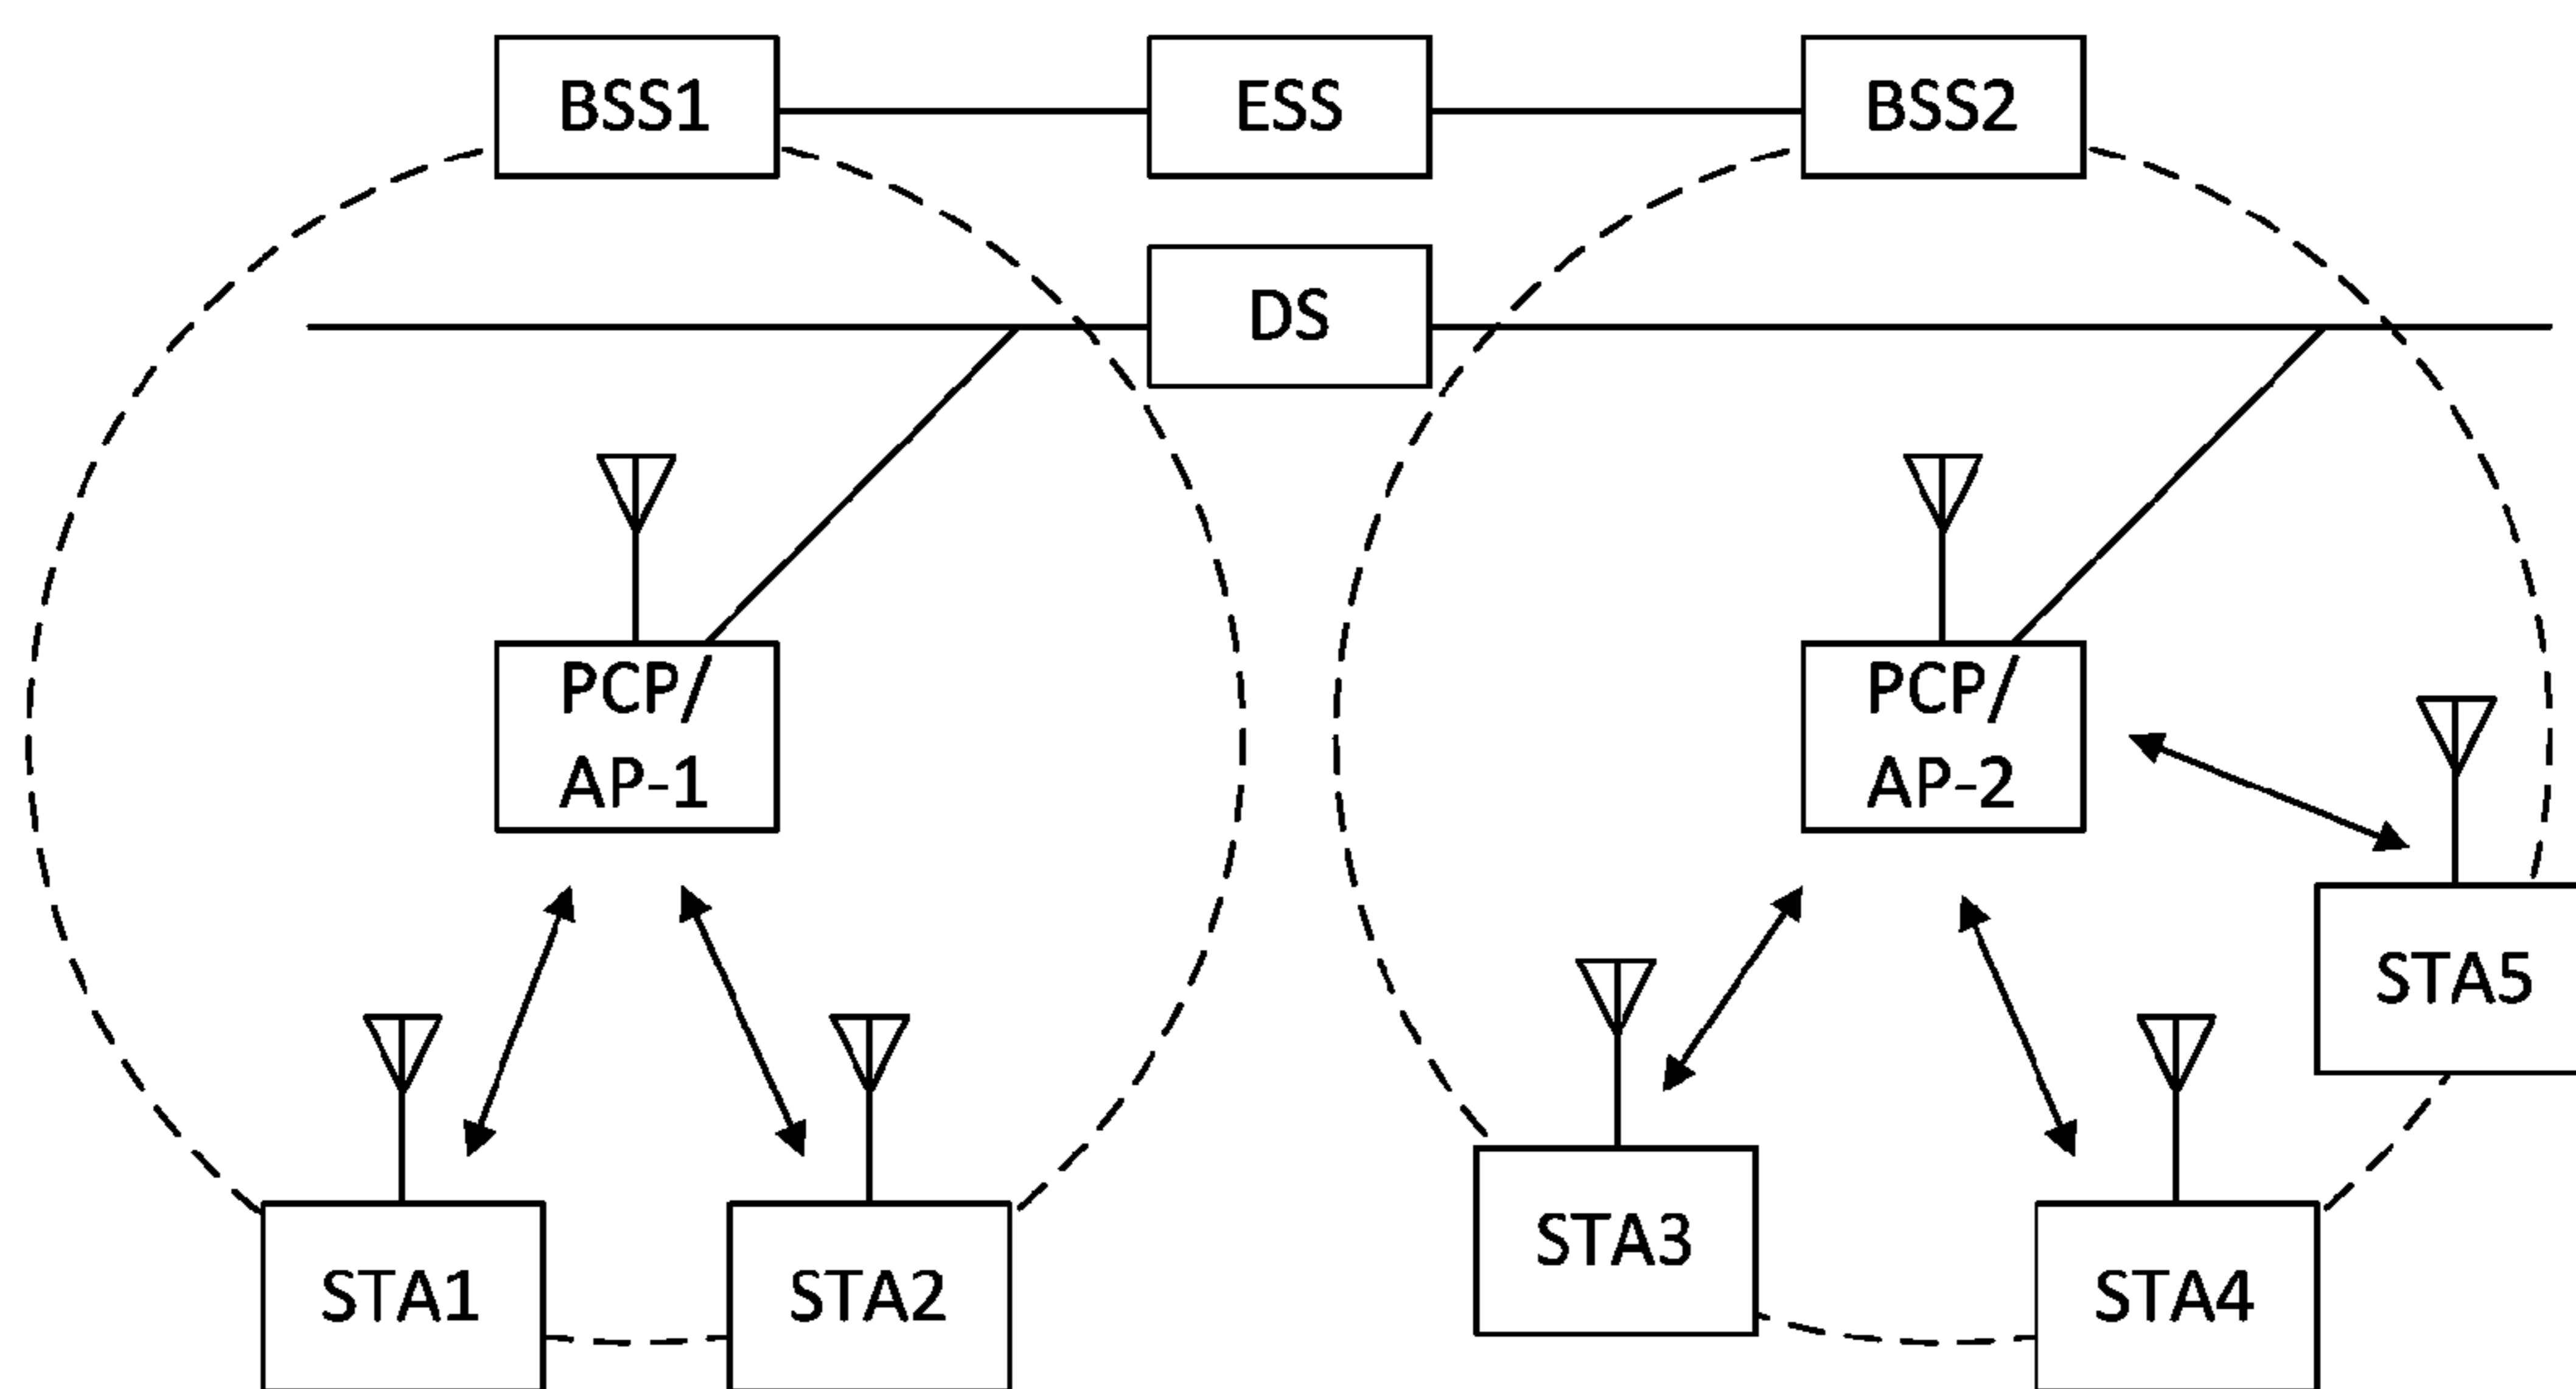 BSS1
ESS
BSS2
DS
PCP/
AP-1
PCP/
AP-2
STA5
STA3
STA1
STA2
STA4